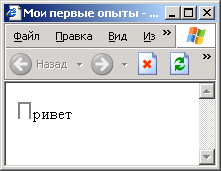 Мои первые опыты - ...
Файл Правка Вид Из »
Назад »
Привет